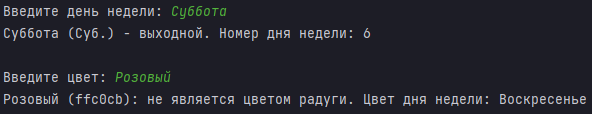 Введите день недели: Суббота
Суббота (Суб.) - выходной. Номер дня недели: 6
Введите цвет: Розовый
Розовый (ffc0cb): не является цветом радуги. Цвет дня недели: Воскресенье